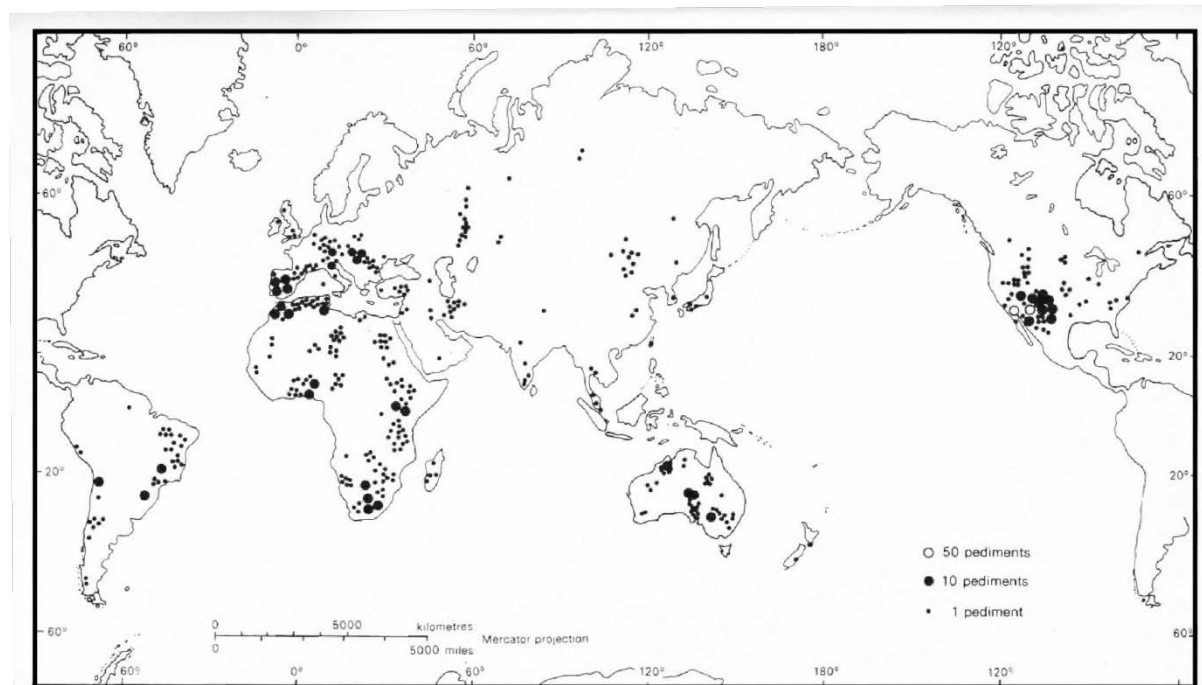 60° 0° 60° 120° 180° 120°
60° 60°
20° 20°
20° 20°
50 pediments
10 pediments
1 pediment
0 5000 kilometres
Mercator projection
0 5000 miles
60° 60°
60° 0° 60° 120° 180° 120°